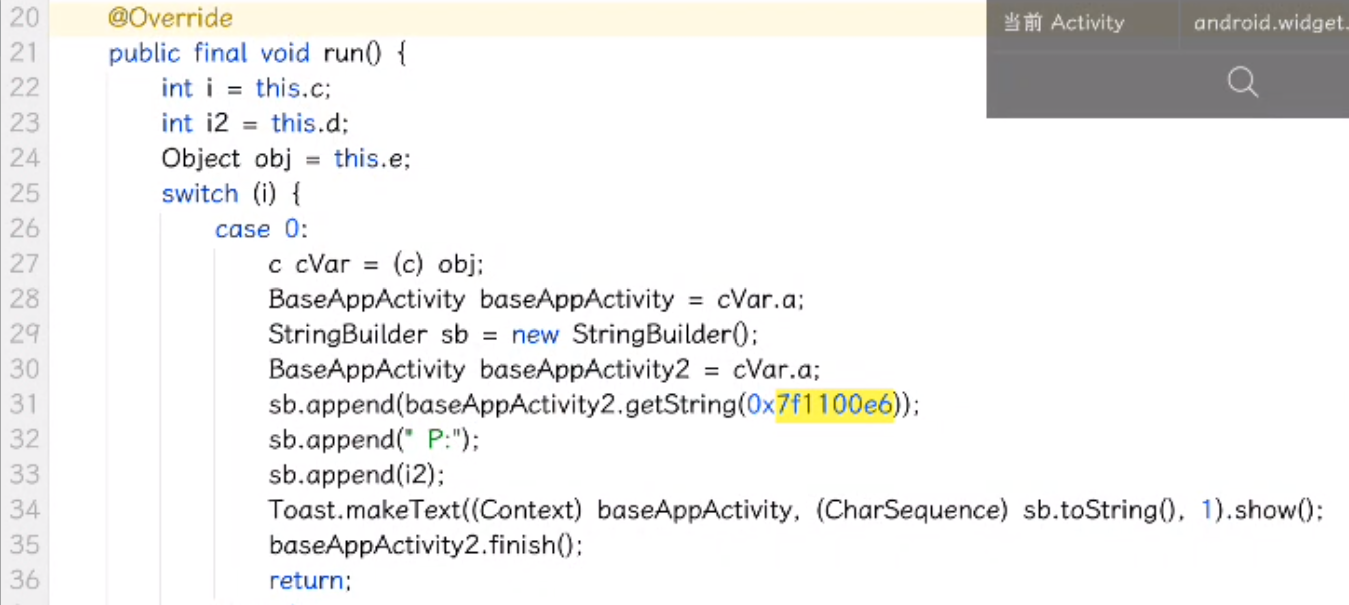 20 @Override
21 public final void run() {
22 int i = this.c;
23 int i2 = this.d;
24 Object obj = this.e;
25 switch (i) {
26 case 0:
27 c cVar = (c) obj;
28 BaseAppActivity baseAppActivity = cVar.a;
29 StringBuilder sb = new StringBuilder();
30 BaseAppActivity baseAppActivity2 = cVar.a;
31 sb.append(baseAppActivity2.getString(0x7f1100e6));
32 sb.append(" P:");
33 sb.append(i2);
34 Toast.makeText((Context) baseAppActivity, (CharSequence) sb.toString(), 1).show();
35 baseAppActivity2.finish();
36 return;
当前 Activity android.widget.